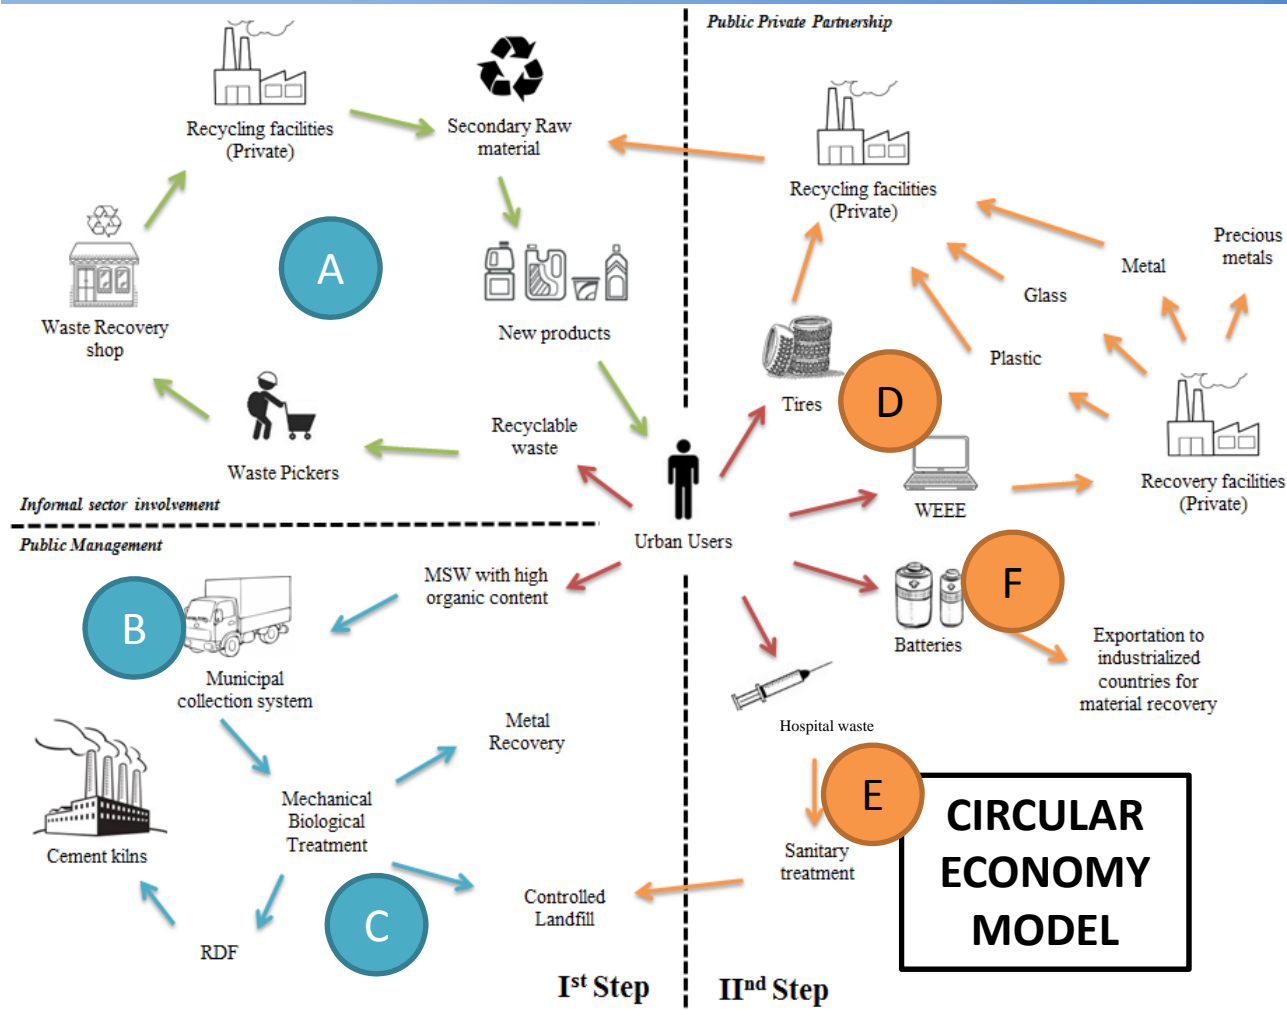 Public Private Partnership
Recycling facilities
(Private)
Secondary Raw
material
Recycling facilities
(Private)
A
Waste Recovery
shop
New products
Precious
metals
Metal
Glass
Plastic
Tires
D
Recyclable
waste
Waste Pickers
WEEE
Recovery facilities
(Private)
Informal sector involvement
Urban Users
Public Management
MSW with high
organic content
B
Municipal
collection system
Batteries
F
Exportation to
industrialized
countries for
material recovery
Hospital waste
Metal
Recovery
Mechanical
Biological
Treatment
Cement kilns
E
Sanitary
treatment
Controlled
Landfill
C
RDF
CIRCULAR
ECONOMY
MODEL
Ist Step
IInd Step